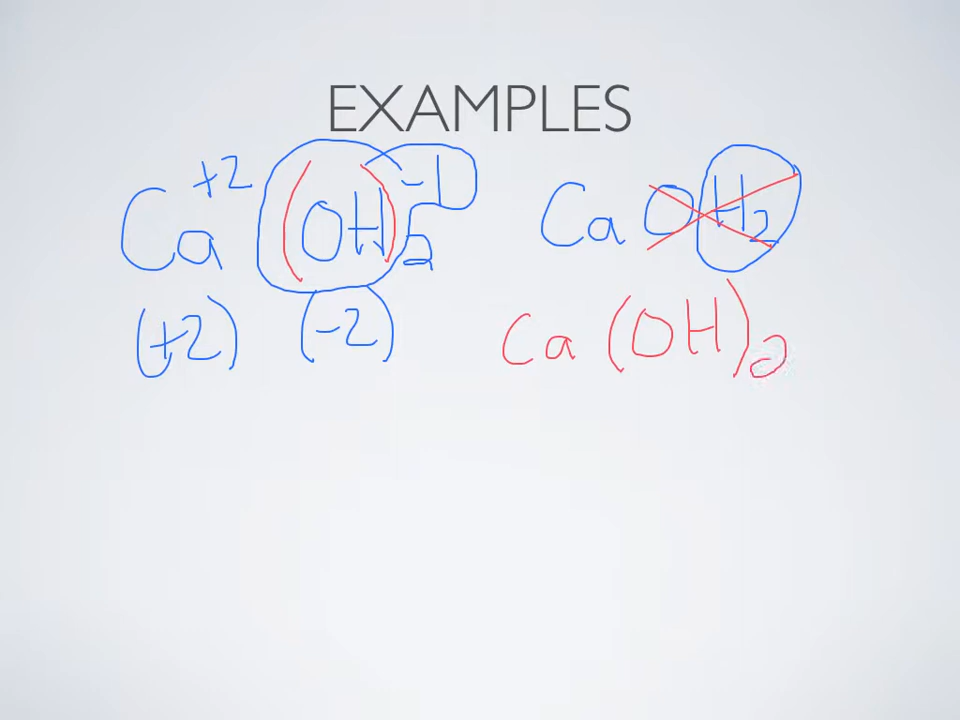 EXAMPLES
Ca⁺² (OH)₂⁻¹ CaOH₂
(+2) (-2) Ca(OH)₂